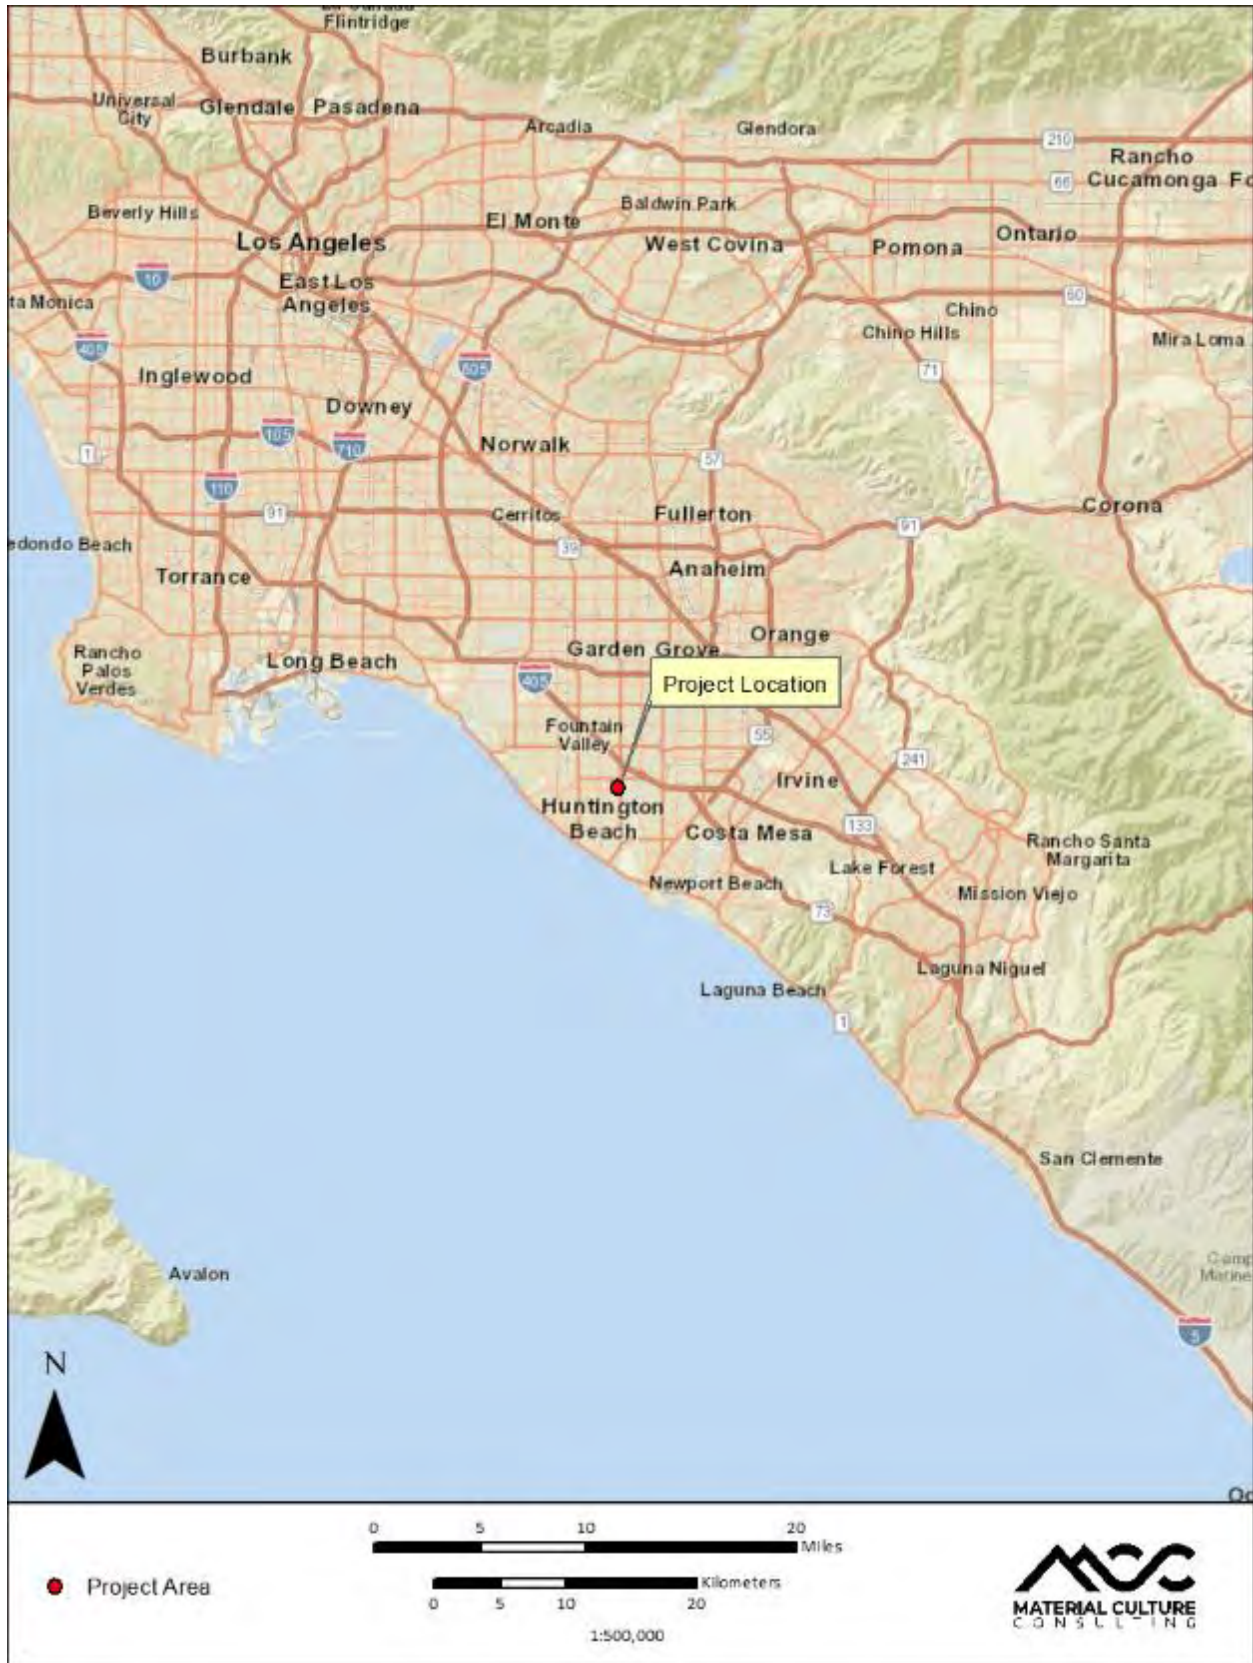 Flintridge
Burbank
Universal
City
Glendale
Pasadena
Arcadia
Glendora
210
Rancho
Cucamonga
66
Beverly Hills
Baldwin Park
El Monte
Los Angeles
West Covina
Pomona
Ontario
10
East Los
Angeles
60
ta Monica
Chino
Chino Hills
Mira Loma
405
605
71
Inglewood
Downey
105
710
Norwalk
1
57
110
91
Cerritos
Fullerton
91
Corona
edondo Beach
39
Torrance
Anaheim
Orange
Rancho
Palos
Verdes
Long Beach
Garden Grove
405
Project Location
Fountain
Valley
55
241
Irvine
Huntington
Beach
Costa Mesa
133
Rancho Santa
Margarita
Lake Forest
Newport Beach
Mission Viejo
73
Laguna Niguel
Laguna Beach
1
San Clemente
Avalon
5
N
0 5 10 20
Miles
Project Area
Kilometers
0 5 10 20
1:500,000
MCC
MATERIAL CULTURE
CONSULTING